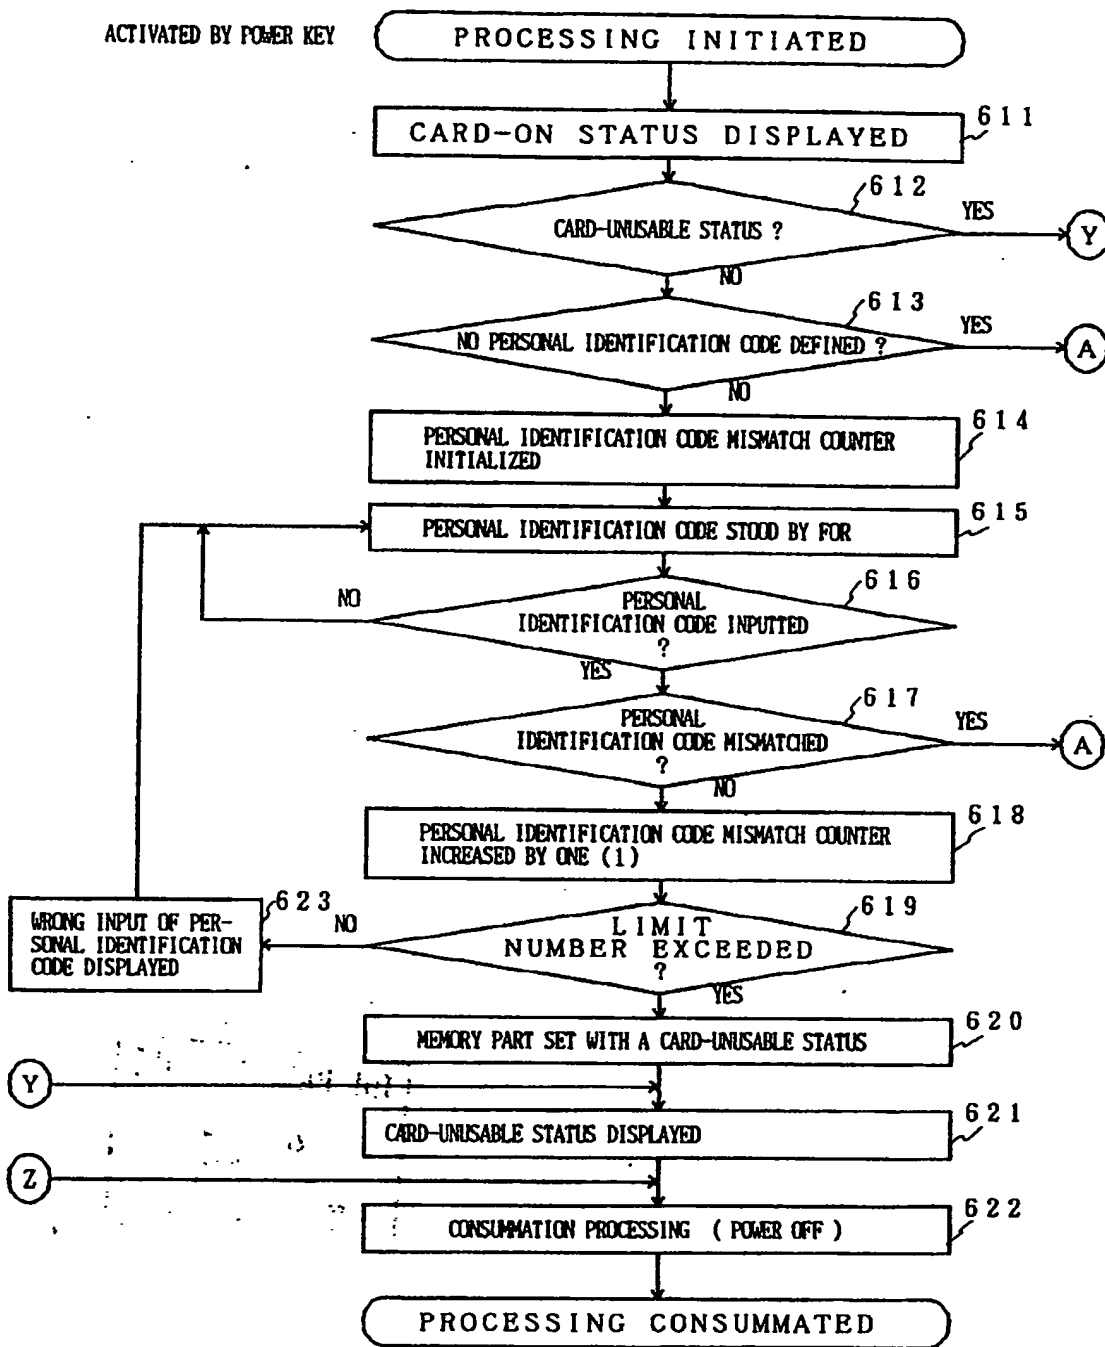 ACTIVATED BY POWER KEY
PROCESSING INITIATED
611
CARD-ON STATUS DISPLAYED
612
CARD-UNUSABLE STATUS ?
YES
Y
NO
613
NO PERSONAL IDENTIFICATION CODE DEFINED ?
YES
A
NO
614
PERSONAL IDENTIFICATION CODE MISMATCH COUNTER
INITIALIZED
615
PERSONAL IDENTIFICATION CODE STOOD BY FOR
616
NO
PERSONAL
IDENTIFICATION CODE INPUTTED
?
YES
617
PERSONAL
IDENTIFICATION CODE MISMATCHED
?
YES
A
NO
618
PERSONAL IDENTIFICATION CODE MISMATCH COUNTER
INCREASED BY ONE (1)
619
LIMIT
NUMBER EXCEEDED
?
NO
623
WRONG INPUT OF PER-
SONAL IDENTIFICATION
CODE DISPLAYED
YES
620
MEMORY PART SET WITH A CARD-UNUSABLE STATUS
Y
621
CARD-UNUSABLE STATUS DISPLAYED
Z
622
CONSUMMATION PROCESSING ( POWER OFF )
PROCESSING CONSUMMATED